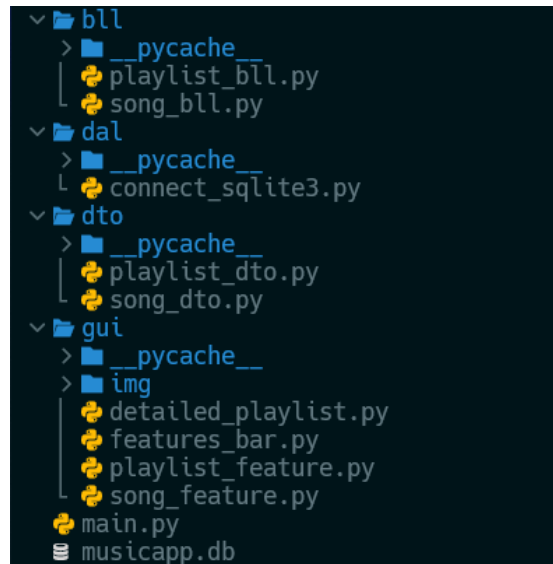 bll
__pycache__
playlist_bll.py
song_bll.py
dal
__pycache__
connect_sqlite3.py
dto
__pycache__
playlist_dto.py
song_dto.py
gui
__pycache__
img
detailed_playlist.py
features_bar.py
playlist_feature.py
song_feature.py
main.py
musicapp.db